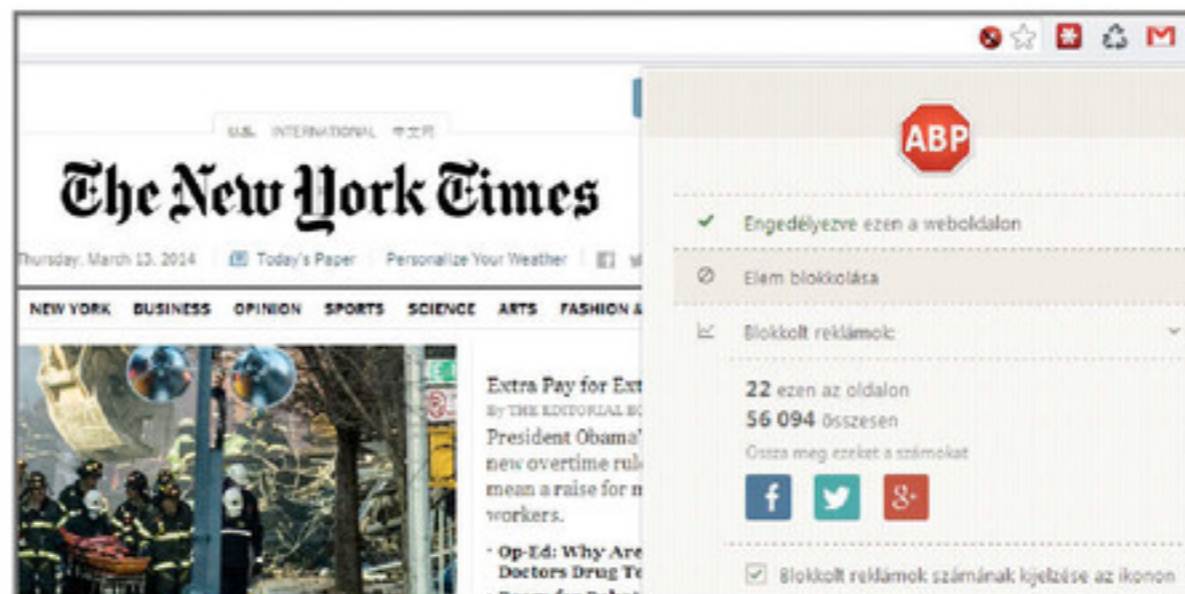 U.S. INTERNATIONAL 中文网
The New York Times
Thursday, March 13, 2014 Today's Paper Personalize Your Weather
NEW YORK BUSINESS OPINION SPORTS SCIENCE ARTS FASHION &
Extra Pay for Ext
By THE EDITORIAL BO
President Obama'
new overtime rul
mean a raise for m
workers.
· Op-Ed: Why Are
Doctors Drug Te
ABP
Engedélyezve ezen a weboldalon
Elem blokkolása
Blokkolt reklámok:
22 ezen az oldalon
56 094 összesen
Ossza meg ezeket a számokat
f
g+
Blokkolt reklámok számának kijelzése az ikonon